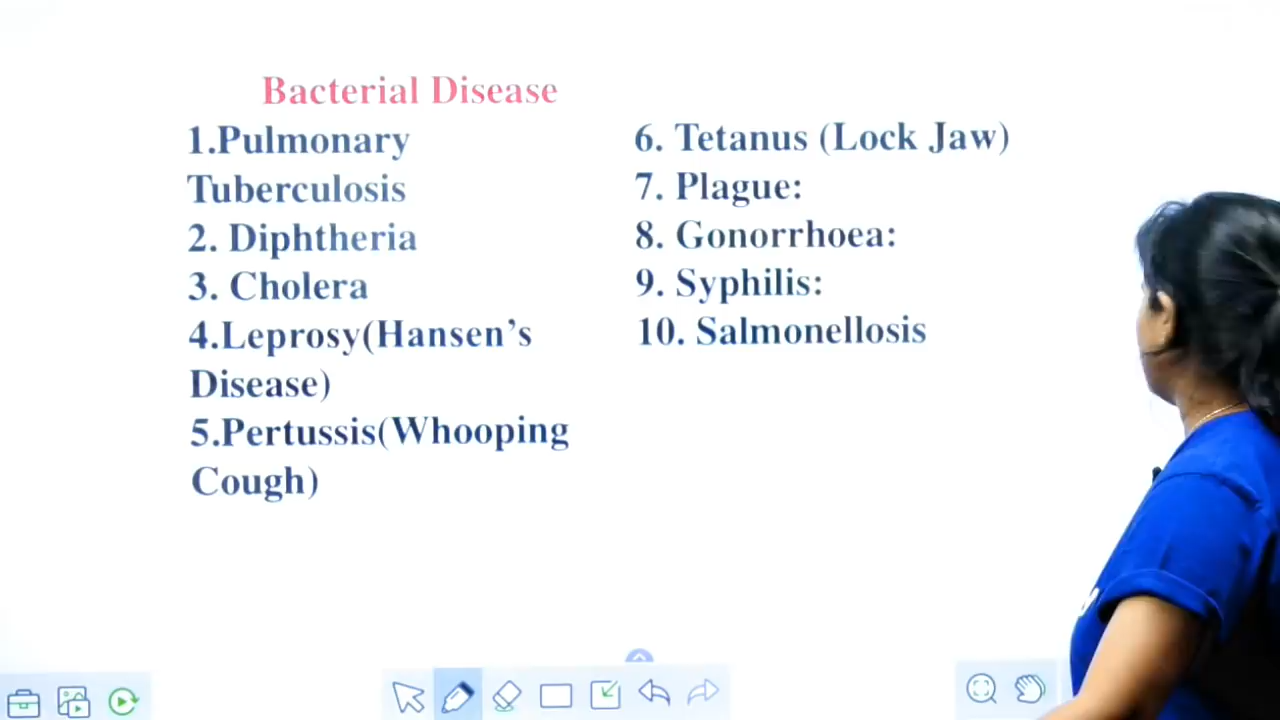 Bacterial Disease
1.Pulmonary
Tuberculosis
2. Diphtheria
3. Cholera
4.Leprosy(Hansen’s
Disease)
5.Pertussis(Whooping
Cough)
6. Tetanus (Lock Jaw)
7. Plague:
8. Gonorrhoea:
9. Syphilis:
10. Salmonellosis